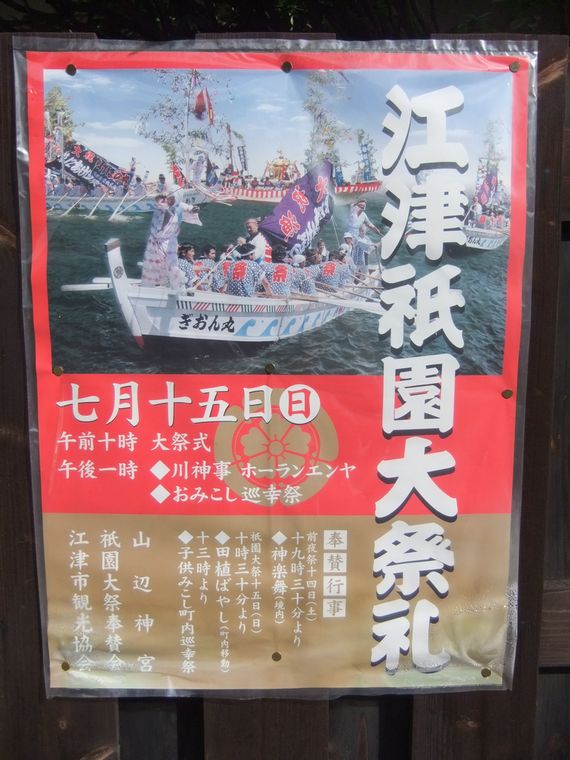 江津祇園大祭礼
ぎおん丸
七月十五日㊐
午前十時 大祭式
午後一時 ◆川神事 ホーランエンヤ
◆おみこし巡幸祭
奉賛行事
前夜祭十四日(土)
十九時三十分より
◆神楽舞(境内)
祇園大祭十五日(日)
十時三十分より
◆田植ばやし(町内移動)
十三時より
◆子供みこし町内巡幸祭
山辺神宮
祇園大祭奉賛会
江津市観光協会